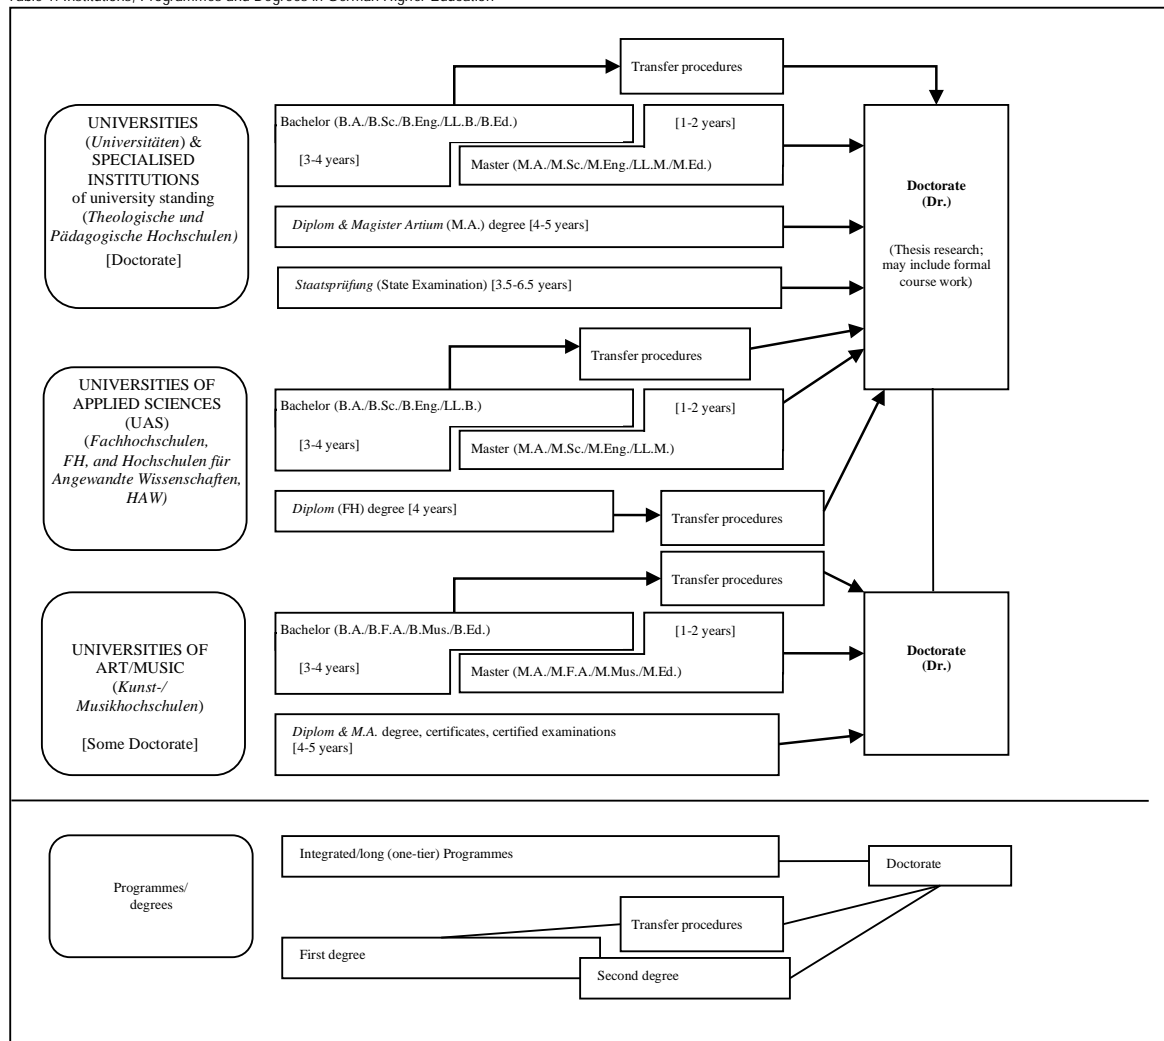 Table 1: Institutions, Programmes and Degrees in German Higher Education
Transfer procedures
UNIVERSITIES
(Universitäten) &
SPECIALISED
INSTITUTIONS
of university standing
(Theologische und
Pädagogische Hochschulen)
[Doctorate]
Bachelor (B.A./B.Sc./B.Eng./LL.B./B.Ed.)
[3-4 years]
[1-2 years]
Master (M.A./M.Sc./M.Eng./LL.M./M.Ed.)
Diplom & Magister Artium (M.A.) degree [4-5 years]
Staatsprüfung (State Examination) [3.5-6.5 years]
Doctorate
(Dr.)
(Thesis research;
may include formal
course work)
Transfer procedures
UNIVERSITIES OF
APPLIED SCIENCES
(UAS)
(Fachhochschulen,
FH, and Hochschulen für
Angewandte Wissenschaften,
HAW)
Bachelor (B.A./B.Sc./B.Eng./LL.B.)
[3-4 years]
[1-2 years]
Master (M.A./M.Sc./M.Eng./LL.M.)
Diplom (FH) degree [4 years]
Transfer procedures
Transfer procedures
UNIVERSITIES OF
ART/MUSIC
(Kunst-/
Musikhochschulen)
[Some Doctorate]
Bachelor (B.A./B.F.A./B.Mus./B.Ed.)
[3-4 years]
[1-2 years]
Master (M.A./M.F.A./M.Mus./M.Ed.)
Diplom & M.A. degree, certificates, certified examinations
[4-5 years]
Doctorate
(Dr.)
Programmes/
degrees
Integrated/long (one-tier) Programmes
Doctorate
Transfer procedures
First degree
Second degree